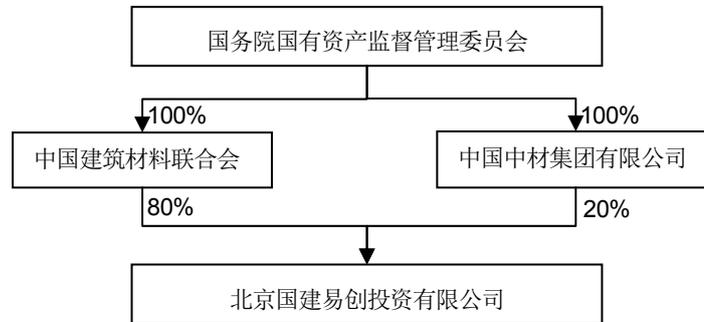 国务院国有资产监督管理委员会
100%
100%
中国建筑材料联合会
中国中材集团有限公司
80%
20%
北京国建易创投资有限公司